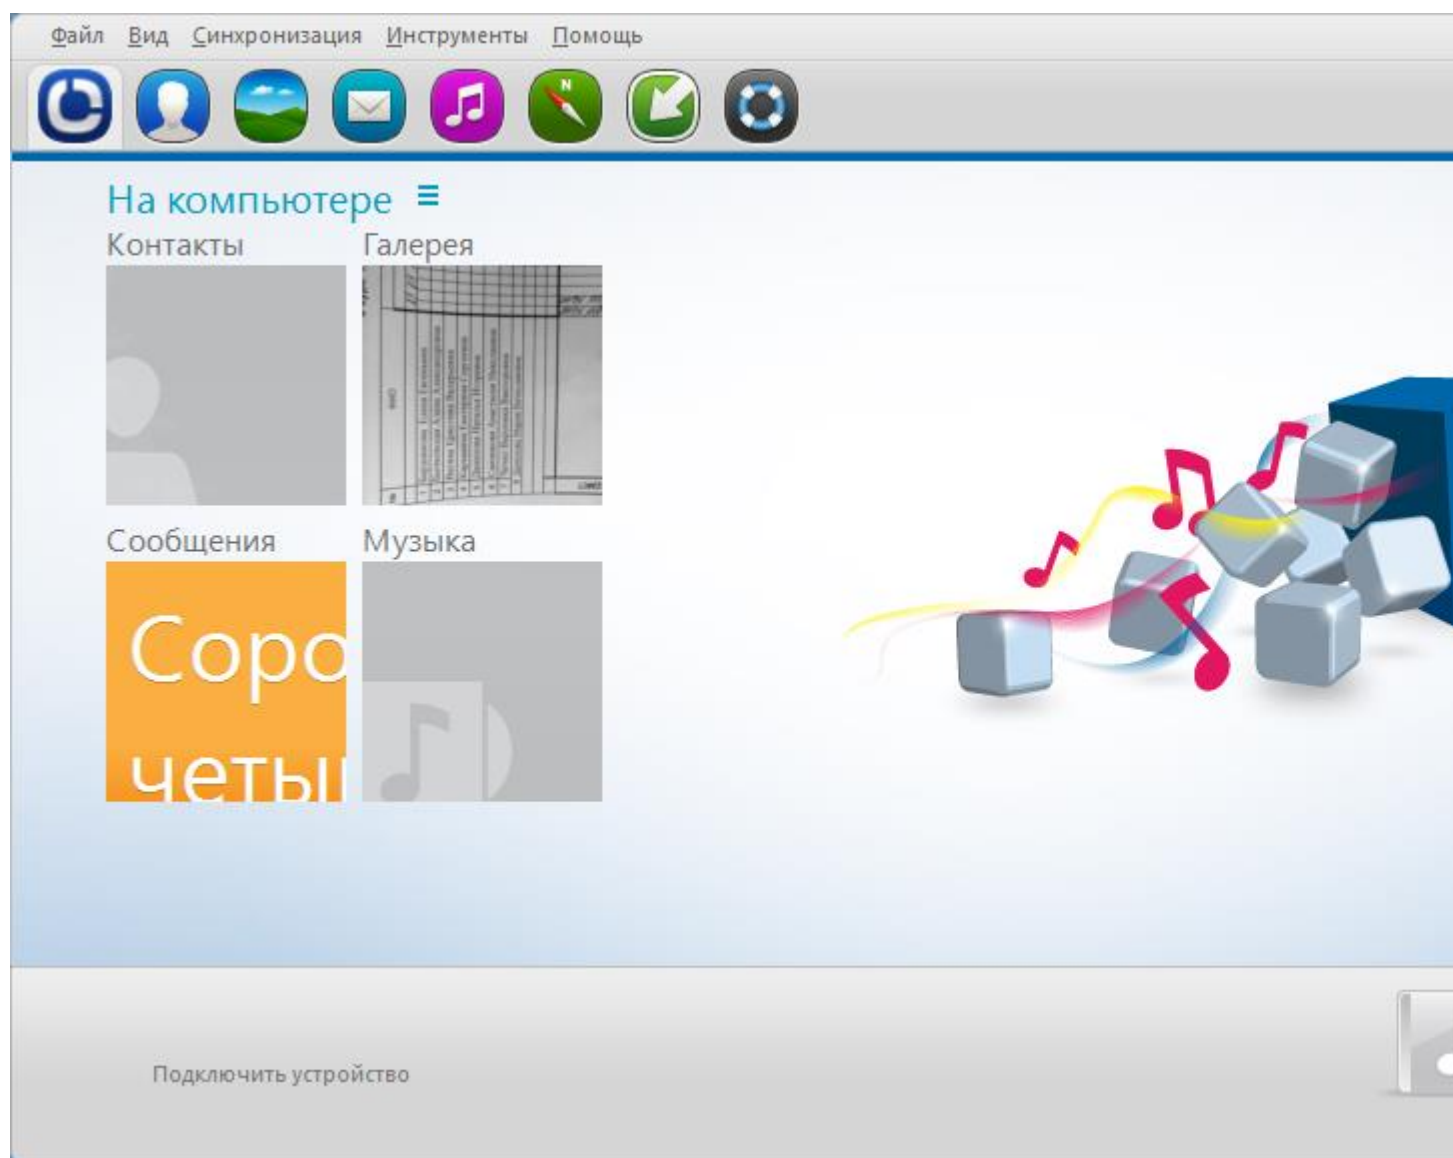 Файл Вид Синхронизация Инструменты Помощь
N
На компьютере
Контакты Галерея
Сообщения Музыка
Соро
четы
Подключить устройство